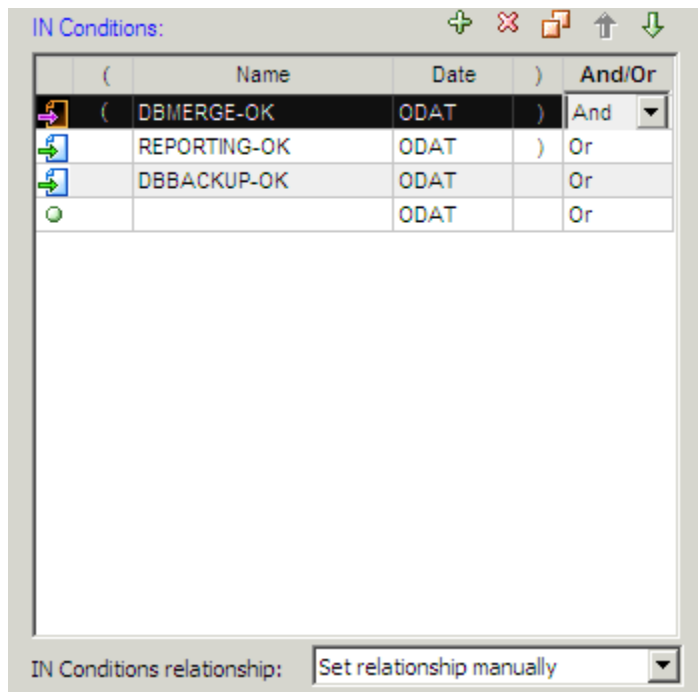 IN Conditions:
( Name Date ) And/Or
( DBMERGE-OK ODAT ) And
REPORTING-OK ODAT ) Or
DBBACKUP-OK ODAT Or
ODAT Or
IN Conditions relationship: Set relationship manually